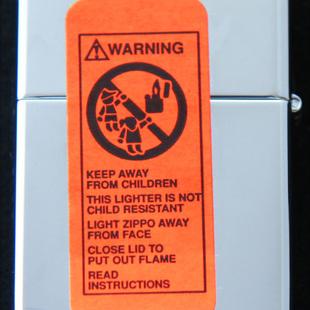 WARNING
KEEP AWAY
FROM CHILDREN
THIS LIGHTER IS NOT
CHILD RESISTANT
LIGHT ZIPPO AWAY
FROM FACE
CLOSE LID TO
PUT OUT FLAME
READ
INSTRUCTIONS